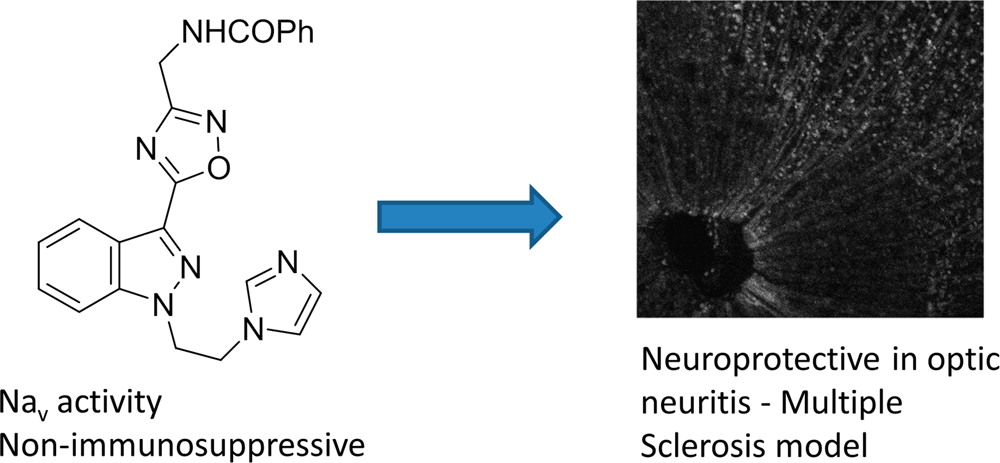 NHCOPh
N
N
O
N
N
N
N
N
Na_v activity
Non-immunosuppressive
Neuroprotective in optic
neuritis - Multiple
Sclerosis model